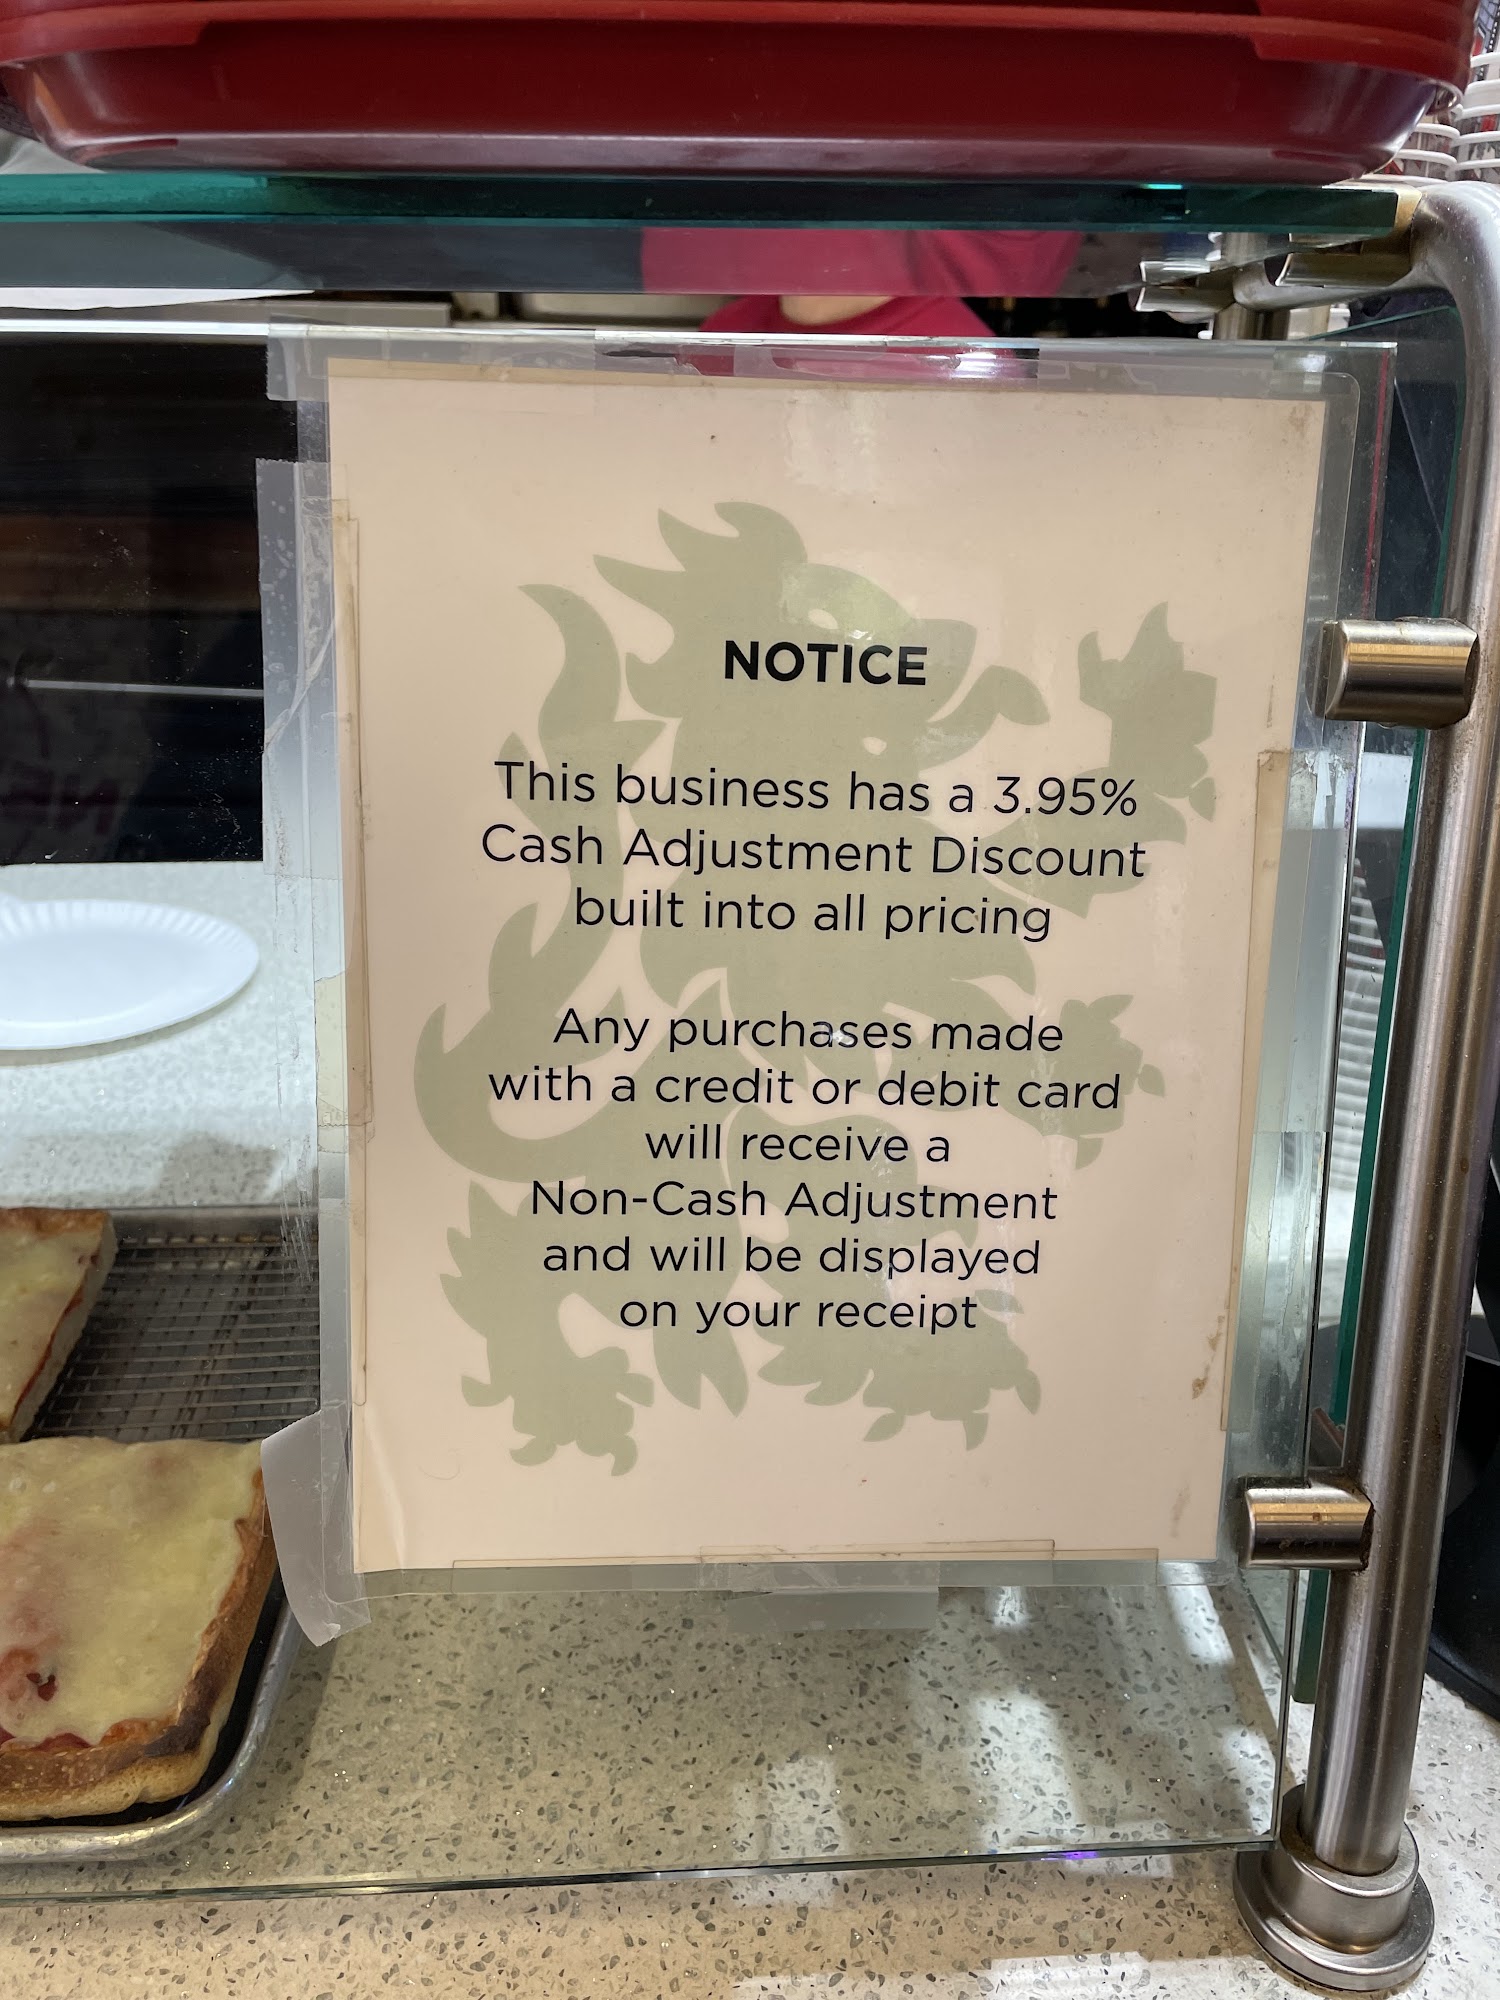 NOTICE
This business has a 3.95%
Cash Adjustment Discount
built into all pricing
Any purchases made
with a credit or debit card
will receive a
Non-Cash Adjustment
and will be displayed
on your receipt